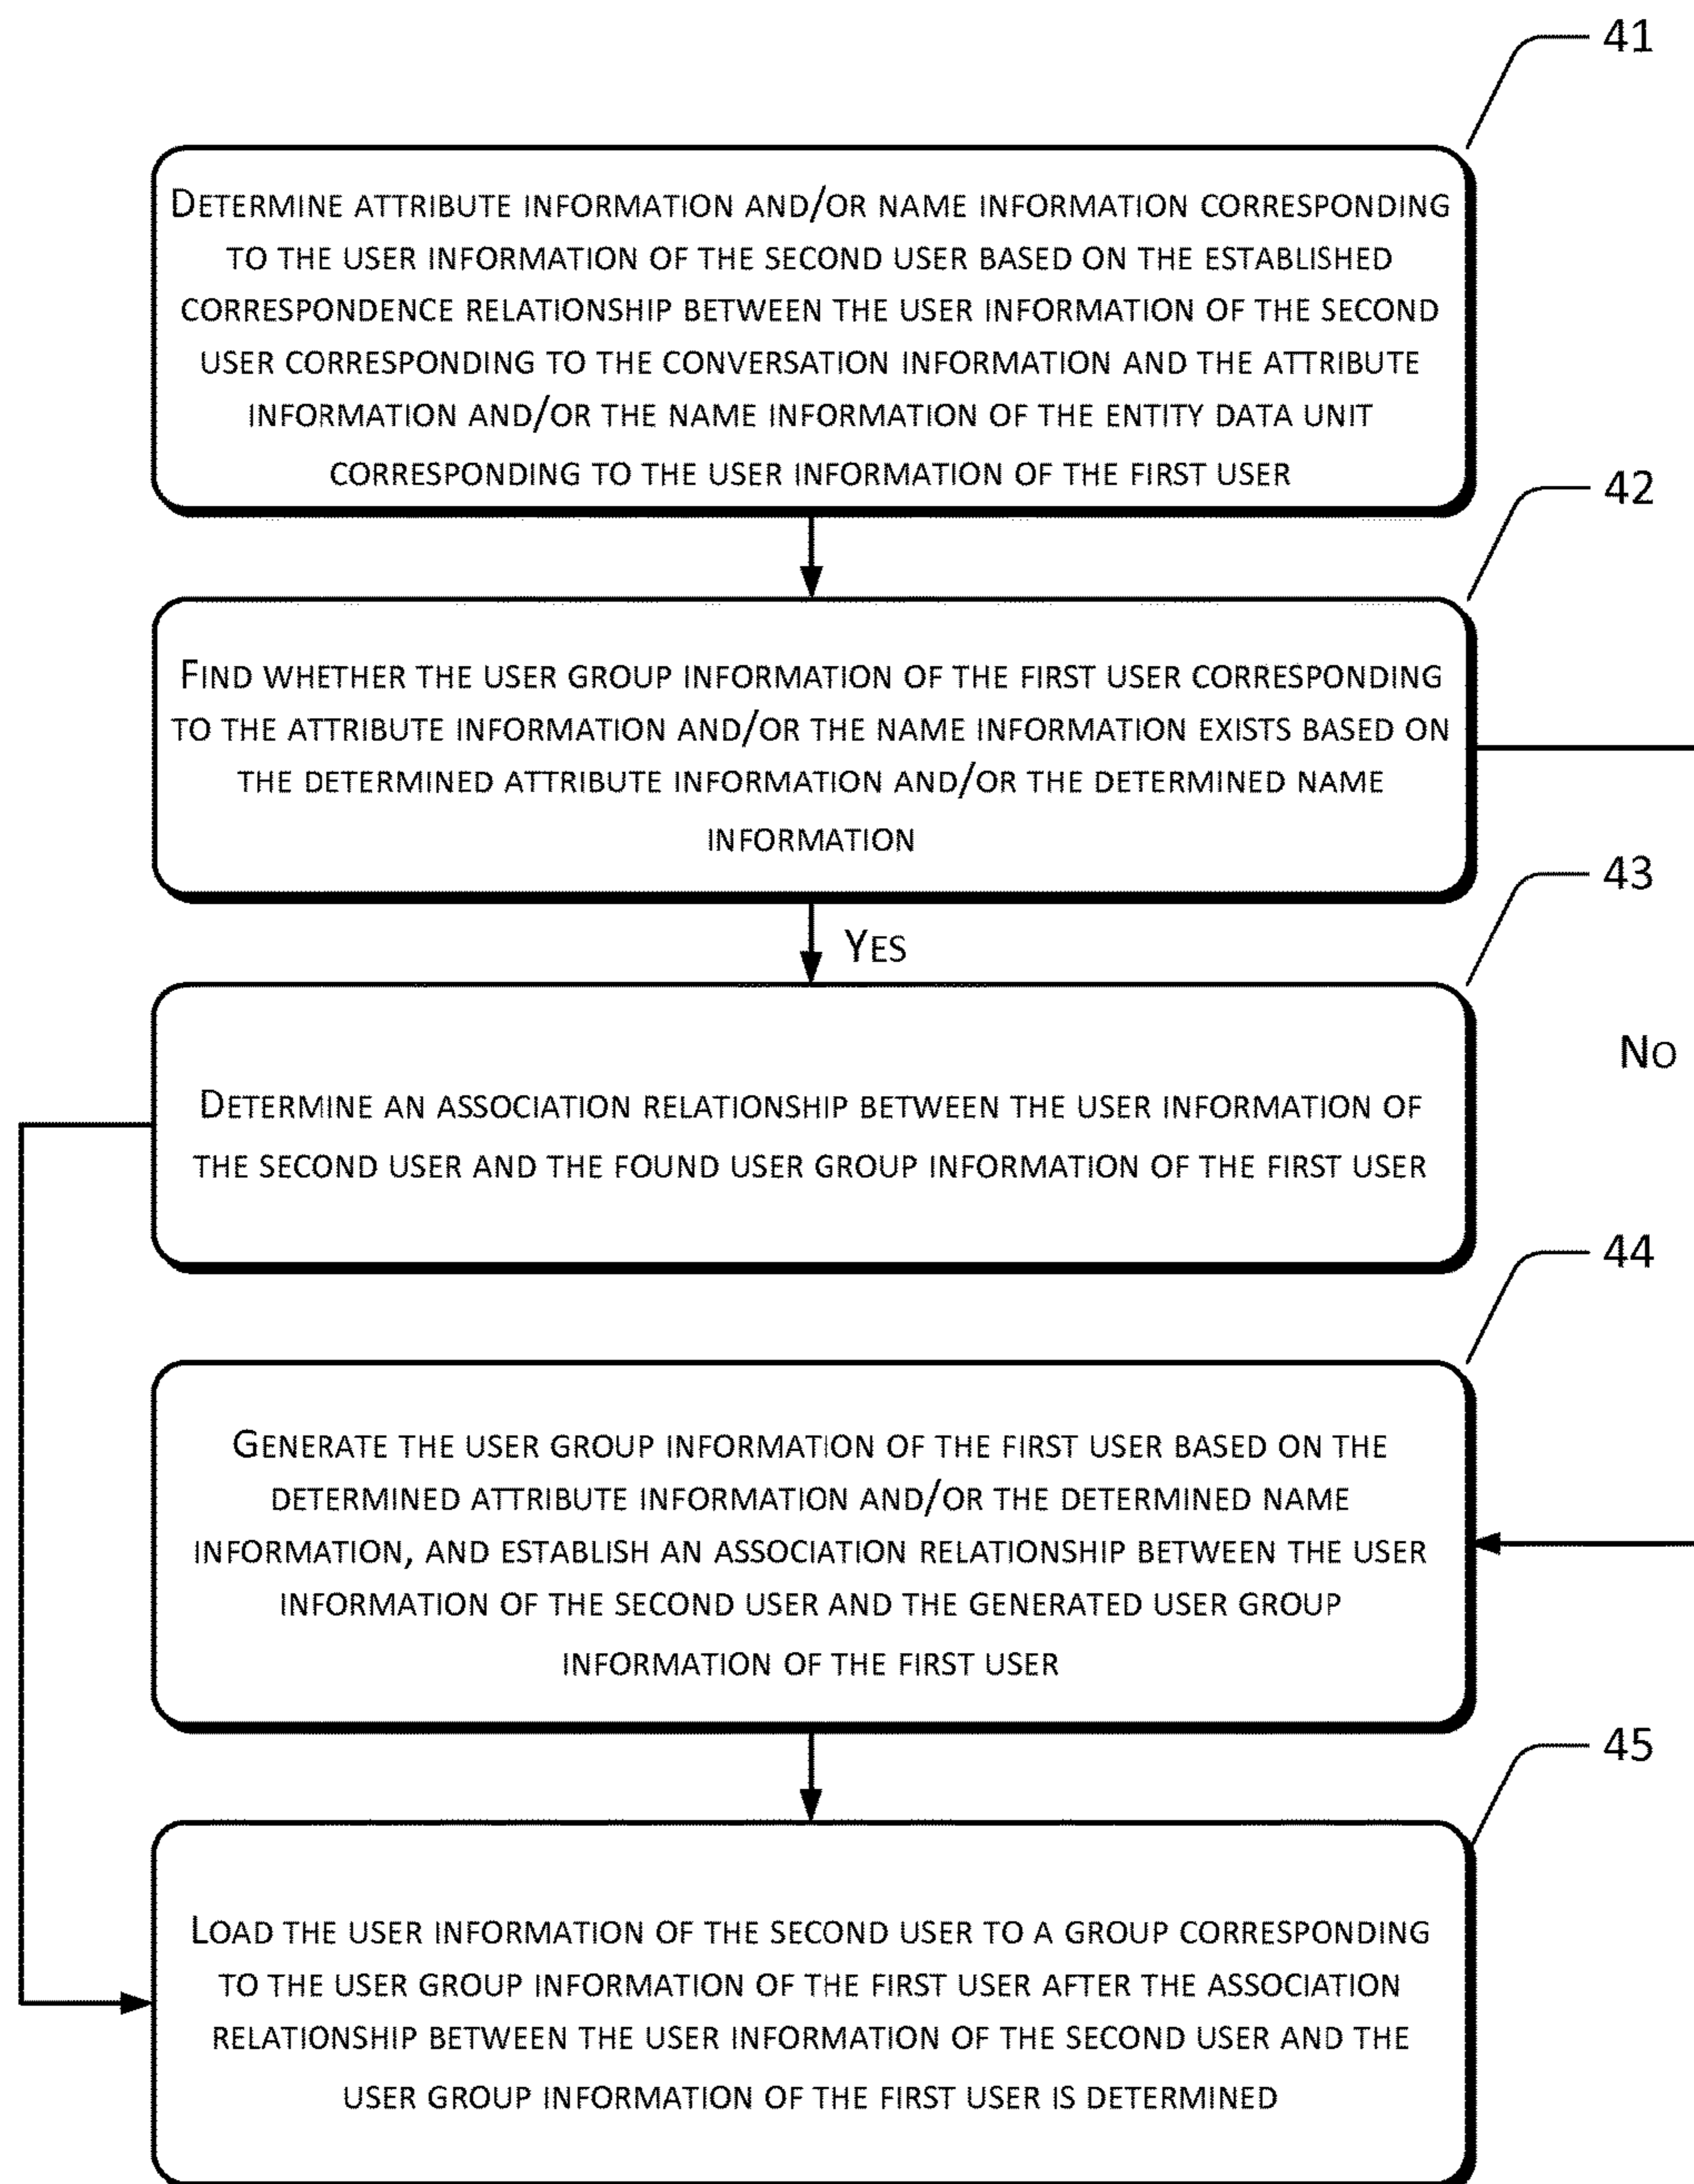 41
DETERMINE ATTRIBUTE INFORMATION AND/OR NAME INFORMATION CORRESPONDING
TO THE USER INFORMATION OF THE SECOND USER BASED ON THE ESTABLISHED
CORRESPONDENCE RELATIONSHIP BETWEEN THE USER INFORMATION OF THE SECOND
USER CORRESPONDING TO THE CONVERSATION INFORMATION AND THE ATTRIBUTE
INFORMATION AND/OR THE NAME INFORMATION OF THE ENTITY DATA UNIT
CORRESPONDING TO THE USER INFORMATION OF THE FIRST USER
42
FIND WHETHER THE USER GROUP INFORMATION OF THE FIRST USER CORRESPONDING
TO THE ATTRIBUTE INFORMATION AND/OR THE NAME INFORMATION EXISTS BASED ON
THE DETERMINED ATTRIBUTE INFORMATION AND/OR THE DETERMINED NAME
INFORMATION
43
YES
NO
DETERMINE AN ASSOCIATION RELATIONSHIP BETWEEN THE USER INFORMATION OF
THE SECOND USER AND THE FOUND USER GROUP INFORMATION OF THE FIRST USER
44
GENERATE THE USER GROUP INFORMATION OF THE FIRST USER BASED ON THE
DETERMINED ATTRIBUTE INFORMATION AND/OR THE DETERMINED NAME
INFORMATION, AND ESTABLISH AN ASSOCIATION RELATIONSHIP BETWEEN THE USER
INFORMATION OF THE SECOND USER AND THE GENERATED USER GROUP
INFORMATION OF THE FIRST USER
45
LOAD THE USER INFORMATION OF THE SECOND USER TO A GROUP CORRESPONDING
TO THE USER GROUP INFORMATION OF THE FIRST USER AFTER THE ASSOCIATION
RELATIONSHIP BETWEEN THE USER INFORMATION OF THE SECOND USER AND THE
USER GROUP INFORMATION OF THE FIRST USER IS DETERMINED